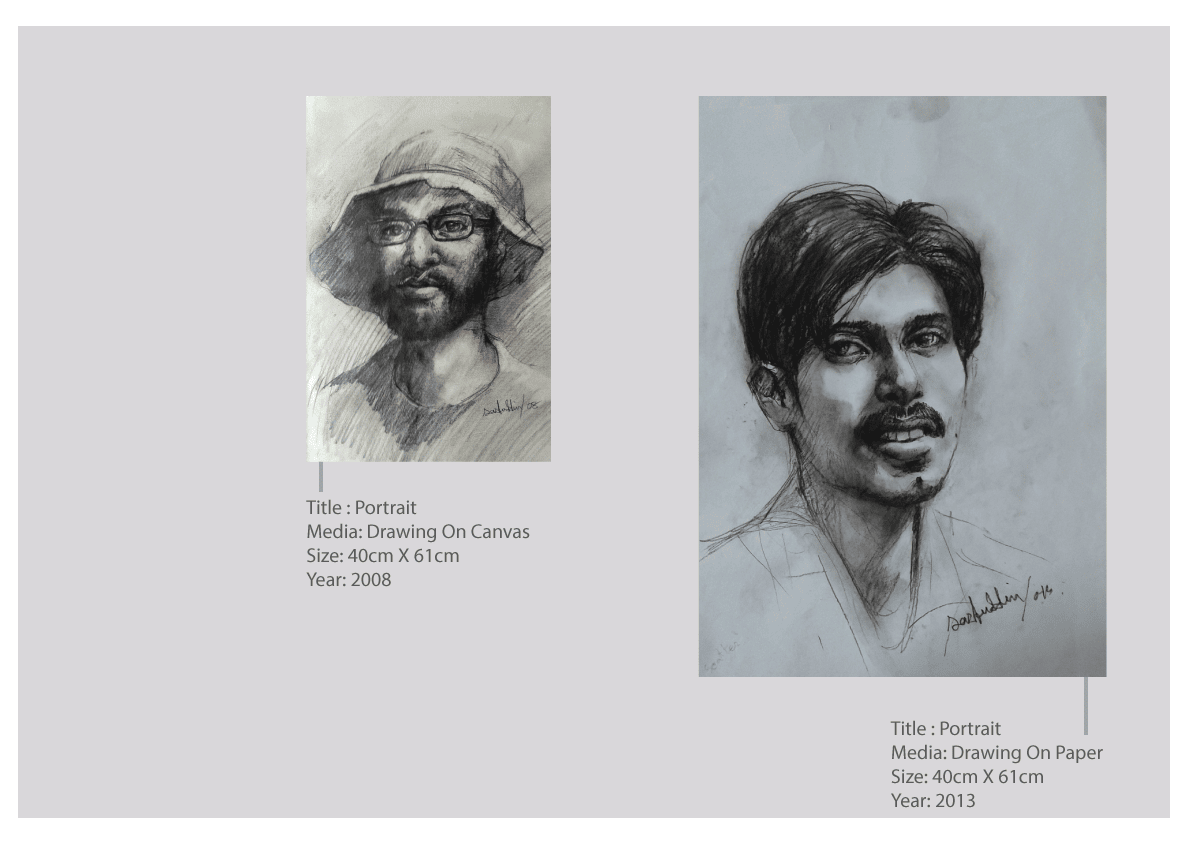 Title : Portrait
Media: Drawing On Canvas
Size: 40cm X 61cm
Year: 2008
Title : Portrait
Media: Drawing On Paper
Size: 40cm X 61cm
Year: 2013